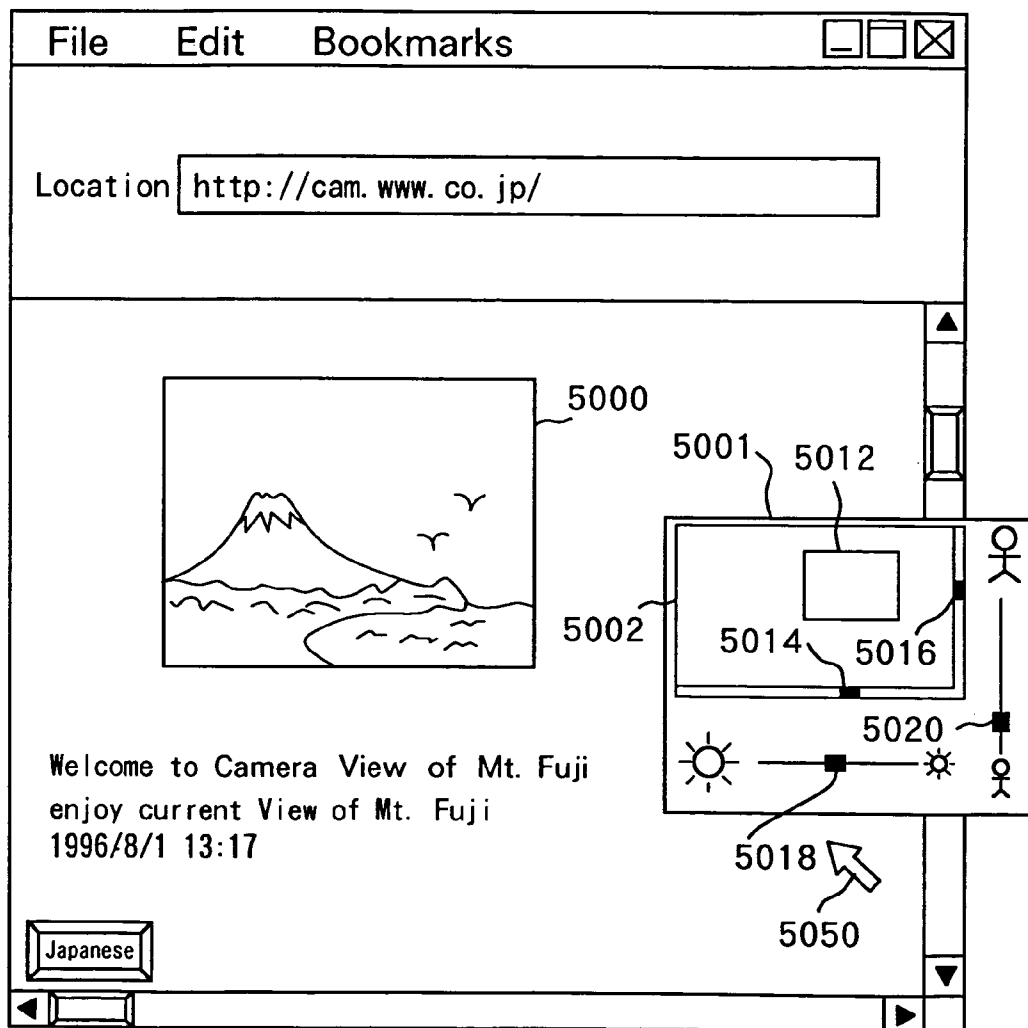 File Edit Bookmarks
Location http://cam.www.co.jp/
5000
5001 5012
5002 5014 5016
5020
Welcome to Camera View of Mt. Fuji
enjoy current View of Mt. Fuji
1996/8/1 13:17
5018
5050
Japanese